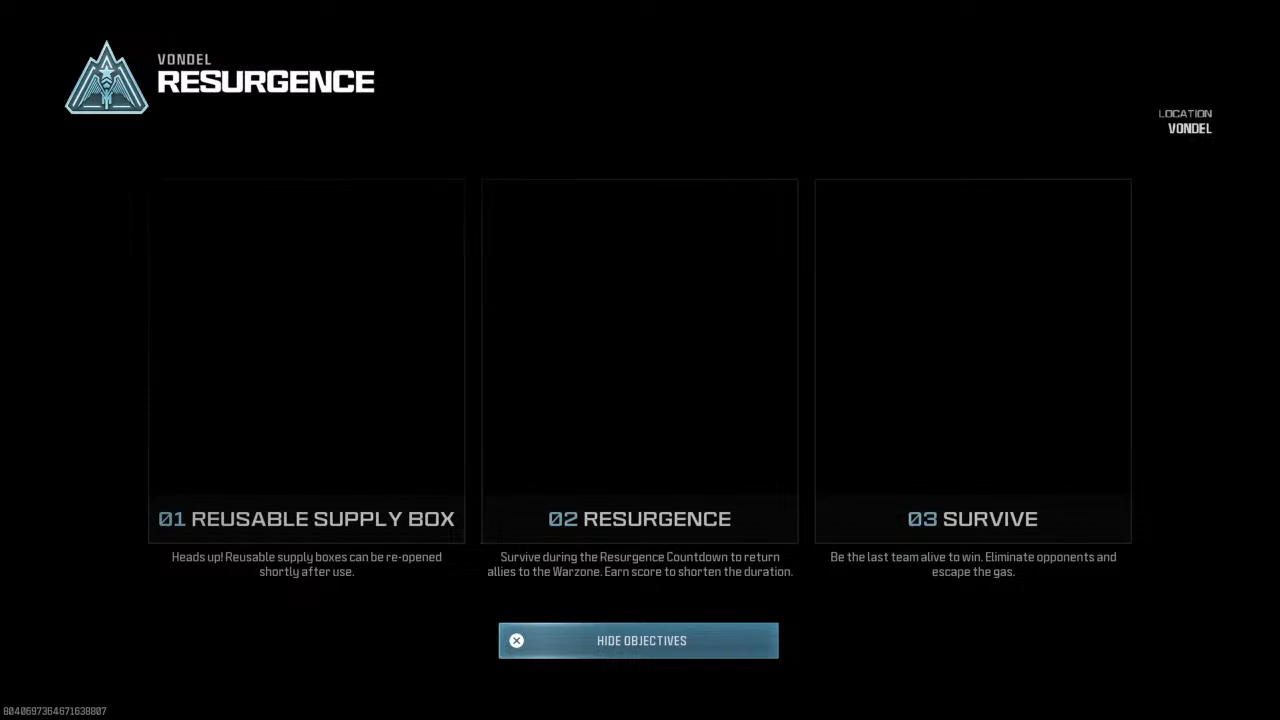 VONDEL
RESURGENCE
LOCATION
VONDEL
01 REUSABLE SUPPLY BOX
Heads up! Reusable supply boxes can be re-opened
shortly after use.
02 RESURGENCE
Survive during the Resurgence Countdown to return
allies to the Warzone. Earn score to shorten the duration.
03 SURVIVE
Be the last team alive to win. Eliminate opponents and
escape the gas.
HIDE OBJECTIVES
8040697364671638807